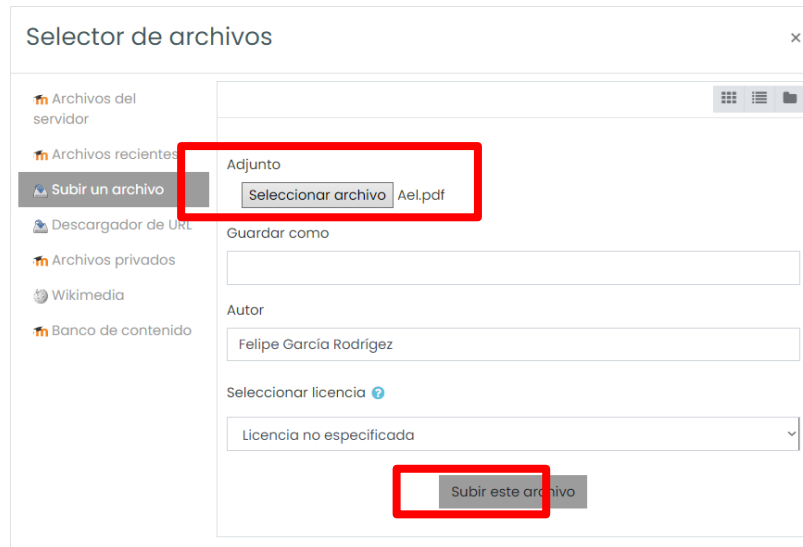 Selector de archivos
×
Archivos del
servidor
Archivos recientes
Subir un archivo
Descargador de URL
Archivos privados
Wikimedia
Banco de contenido
Adjunto
Seleccionar archivo Ael.pdf
Guardar como
Autor
Felipe García Rodrígez
Seleccionar licencia ?
Licencia no especificada
Subir este archivo